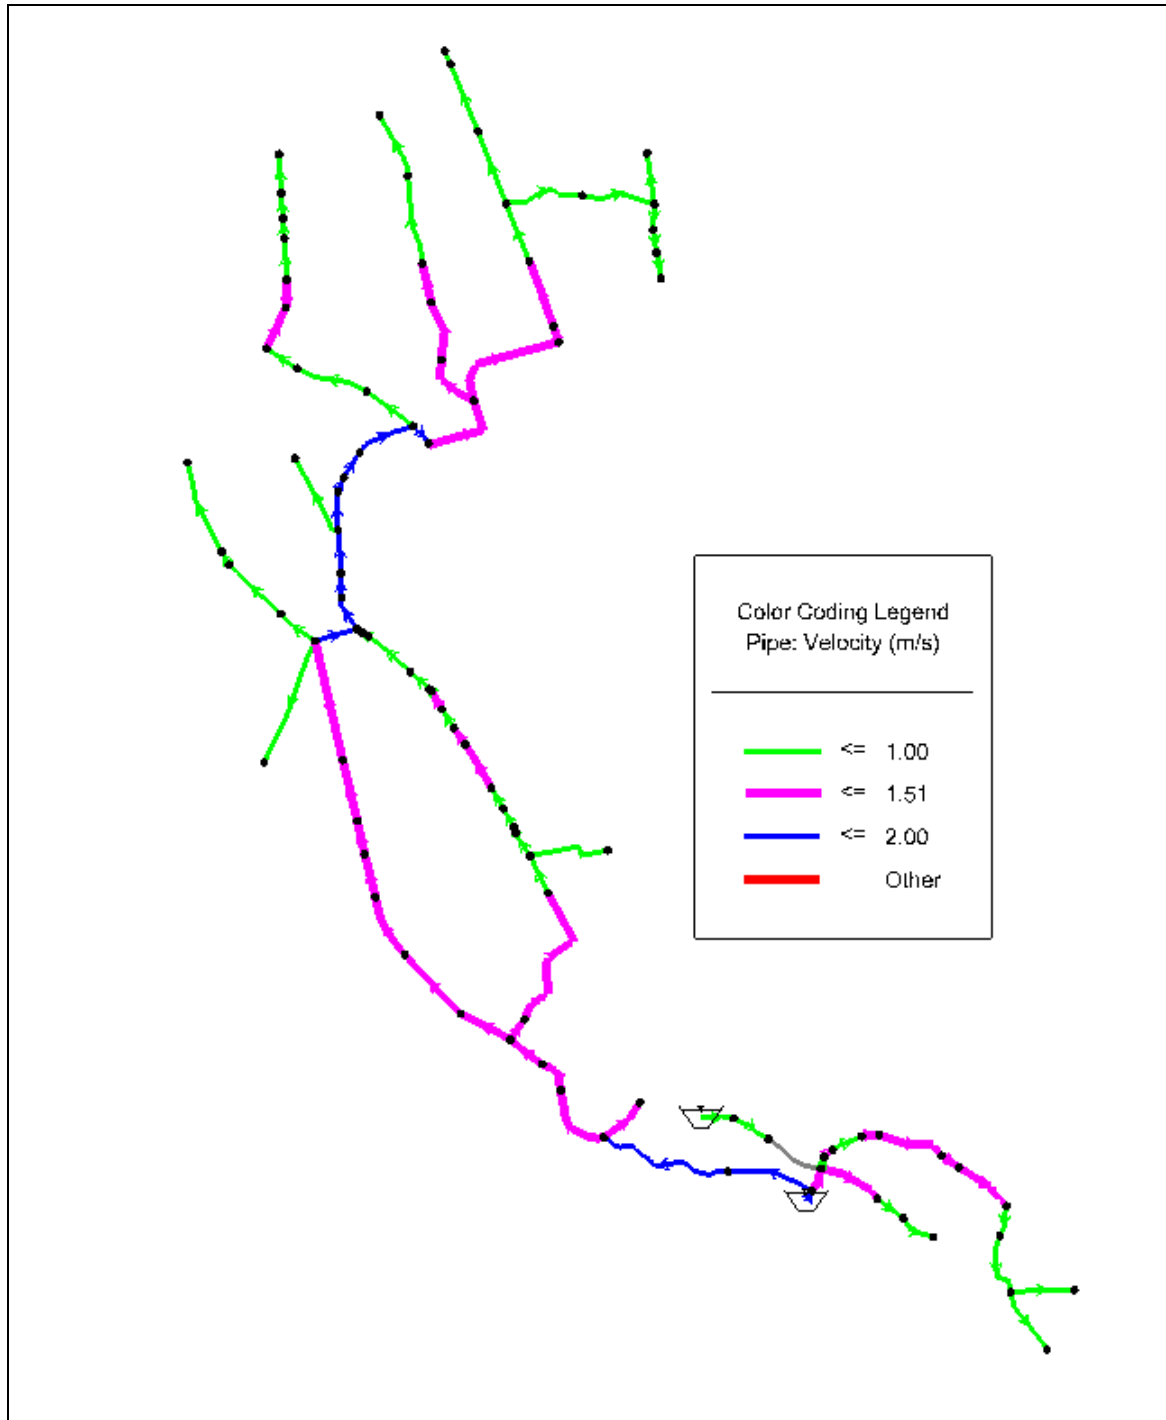 Color Coding Legend
Pipe: Velocity (m/s)
<= 1.00
<= 1.51
<= 2.00
Other